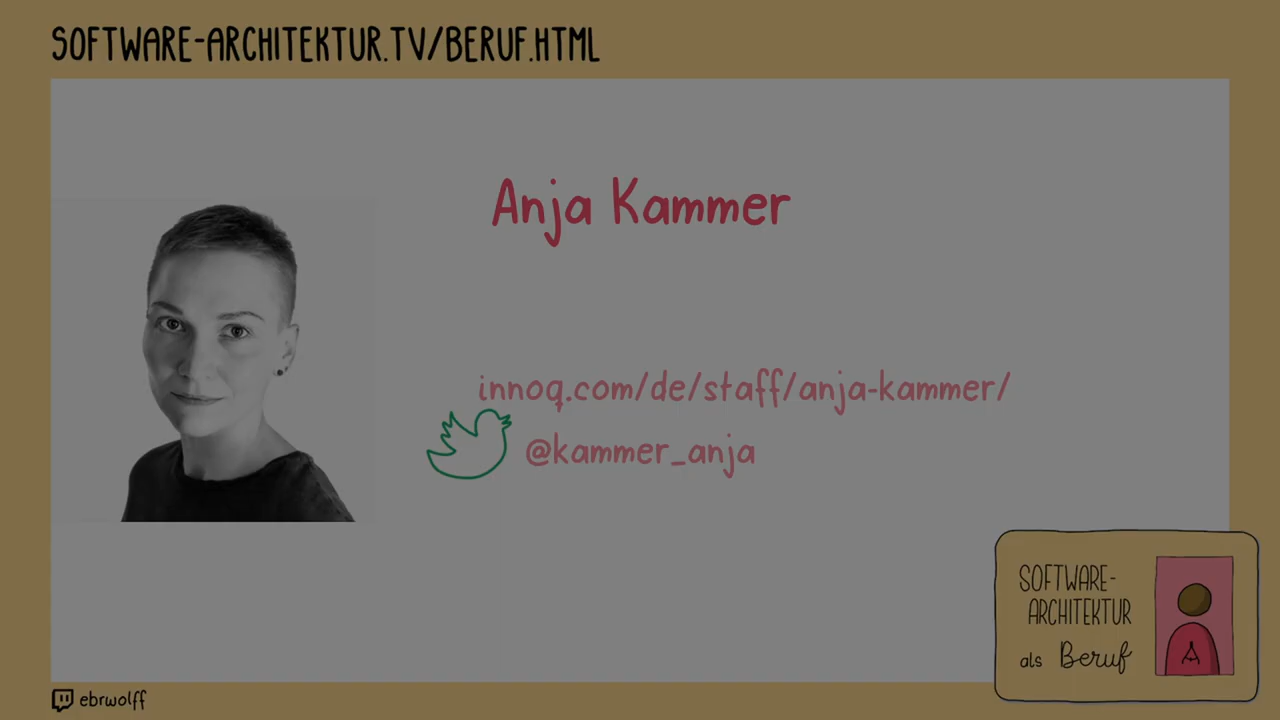 SOFTWARE-ARCHITEKTUR.TV/BERUF.HTML
Anja Kammer
innoq.com/de/staff/anja-kammer/
@kammer_anja
SOFTWARE-
ARCHITEKTUR
als Beruf
A
ebrwolff